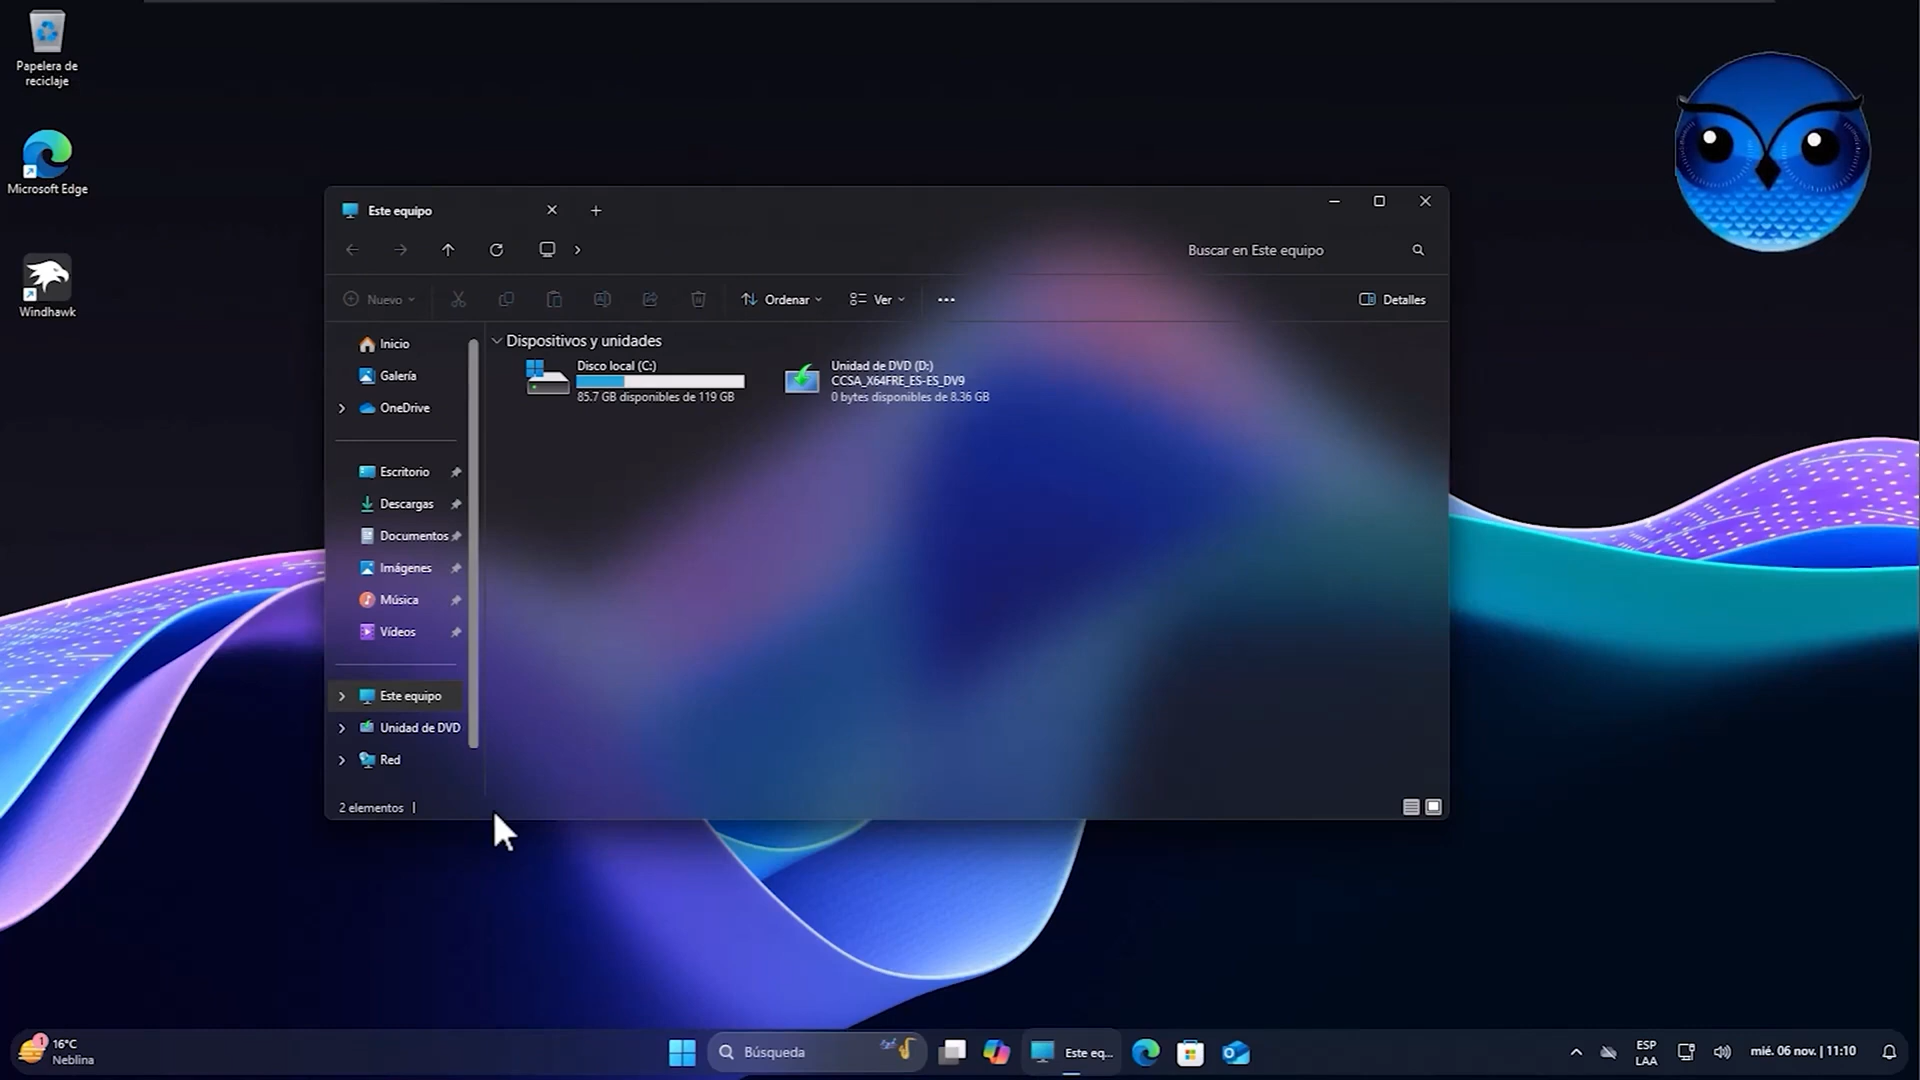 Papelera de
reciclaje
Microsoft Edge
Windhawk
Este equipo
Buscar en Este equipo
Nuevo
Ordenar
Ver
Detalles
Inicio
Galería
OneDrive
Escritorio
Descargas
Documentos
Imágenes
Música
Vídeos
Este equipo
Unidad de DVD
Red
Dispositivos y unidades
Disco local (C:)
85.7 GB disponibles de 119 GB
Unidad de DVD (D:)
CCSA_X64FRE_ES-ES_DV9
0 bytes disponibles de 8.36 GB
2 elementos
1
16°C
Neblina
Búsqueda
Este eq...
ESP
LAA
mié. 06 nov. | 11:10